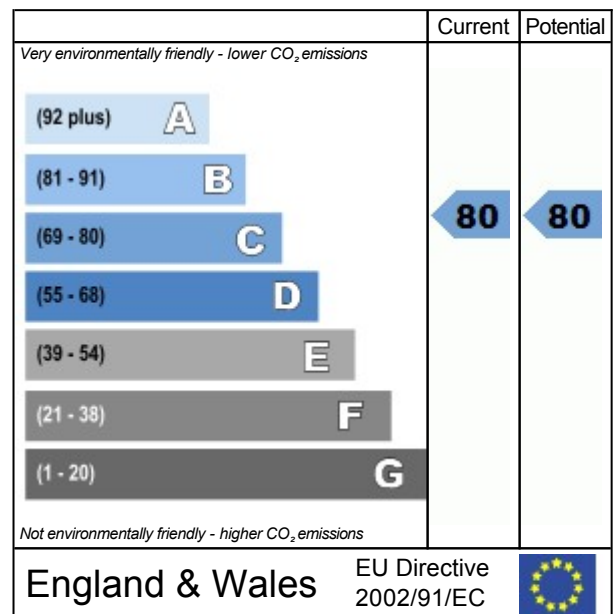 Current Potential
Very environmentally friendly - lower CO₂ emissions
(92 plus) A
(81 - 91) B
(69 - 80) C
80 80
(55 - 68) D
(39 - 54) E
(21 - 38) F
(1 - 20) G
Not environmentally friendly - higher CO₂ emissions
England & Wales
EU Directive
2002/91/EC